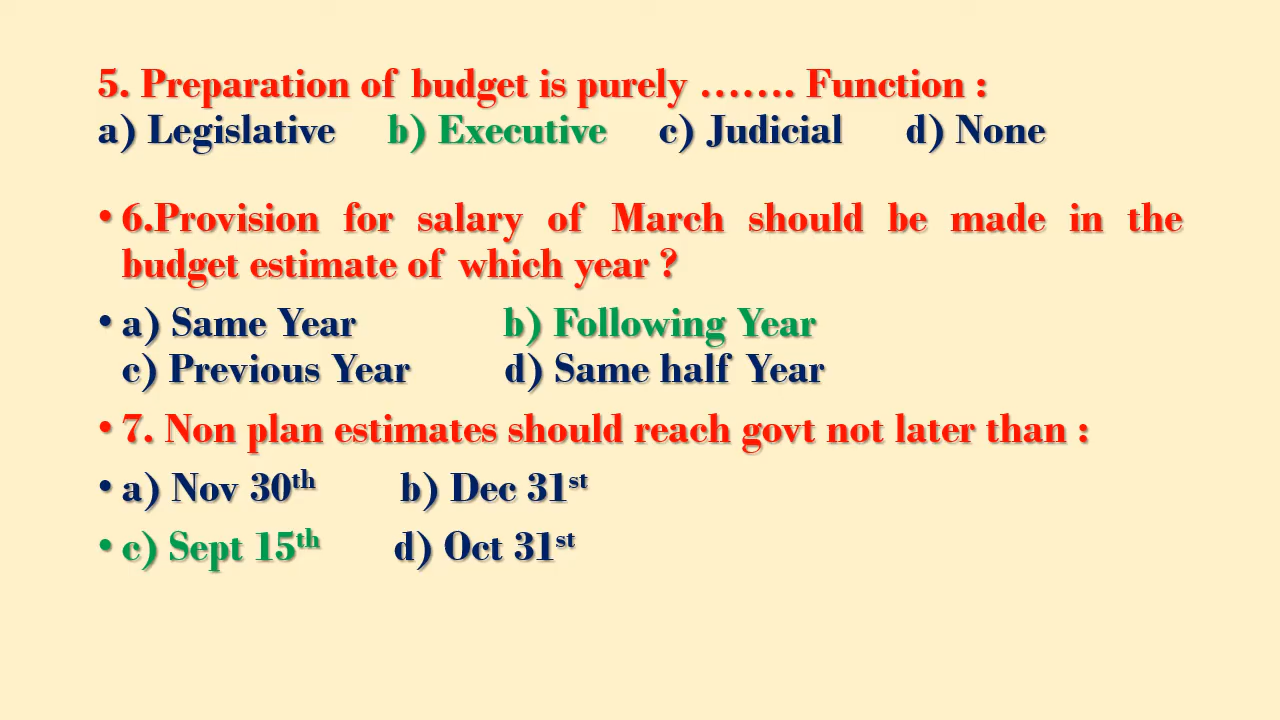 5. Preparation of budget is purely ……. Function :
a) Legislative b) Executive c) Judicial d) None
• 6.Provision for salary of March should be made in the
budget estimate of which year ?
• a) Same Year b) Following Year
c) Previous Year d) Same half Year
• 7. Non plan estimates should reach govt not later than :
• a) Nov 30th b) Dec 31st
• c) Sept 15th d) Oct 31st